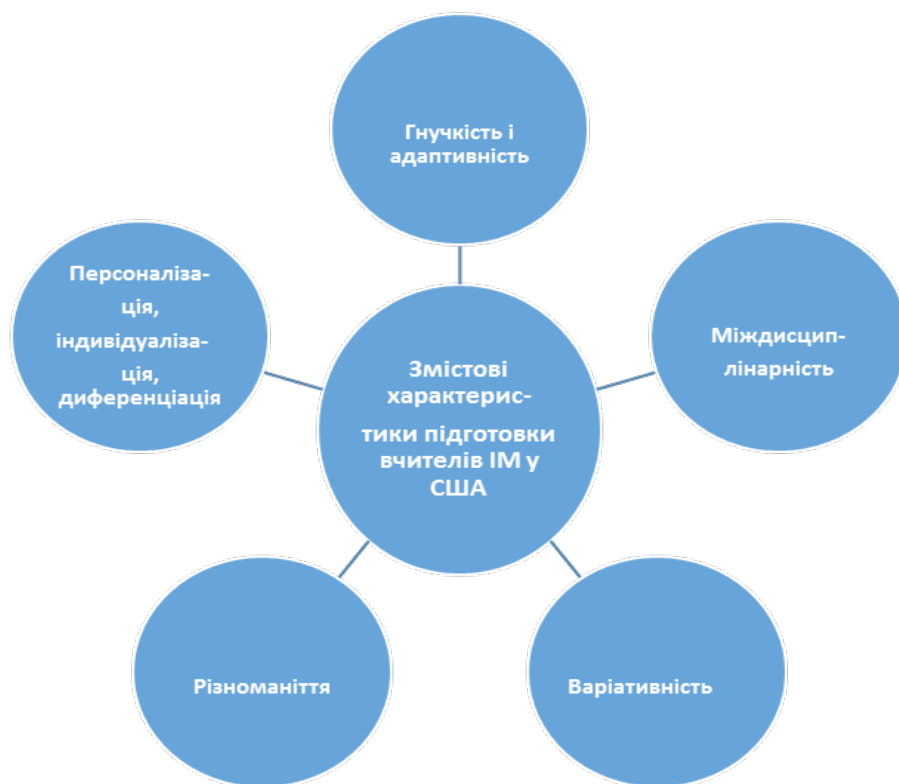 Гнучкість і
адаптивність
Персоналіза-
ція,
індивідуаліза-
ція,
диференціація
Міждисцип-
лінарність
Змістові
характерис-
тики підготовки
вчителів ІМ у
США
Різноманіття
Варіативність